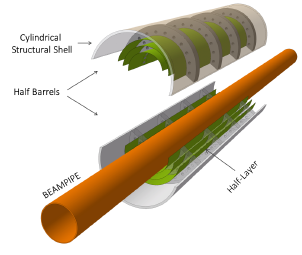 Cylindrical
Structural Shell
Half Barrels
BEAMPIPE
Half-Layer